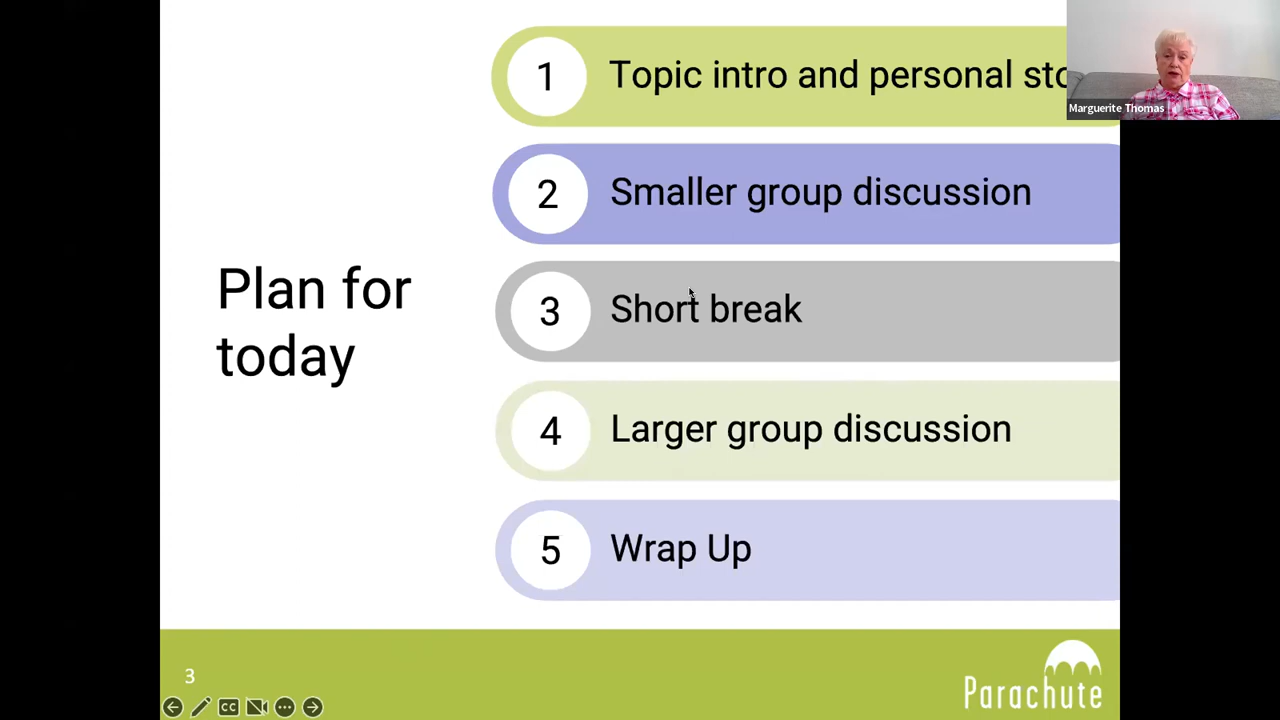 1 Topic intro and personal sto
Marguerite Thomas
2 Smaller group discussion
Plan for
today
3 Short break
4 Larger group discussion
5 Wrap Up
3
Parachute
CC